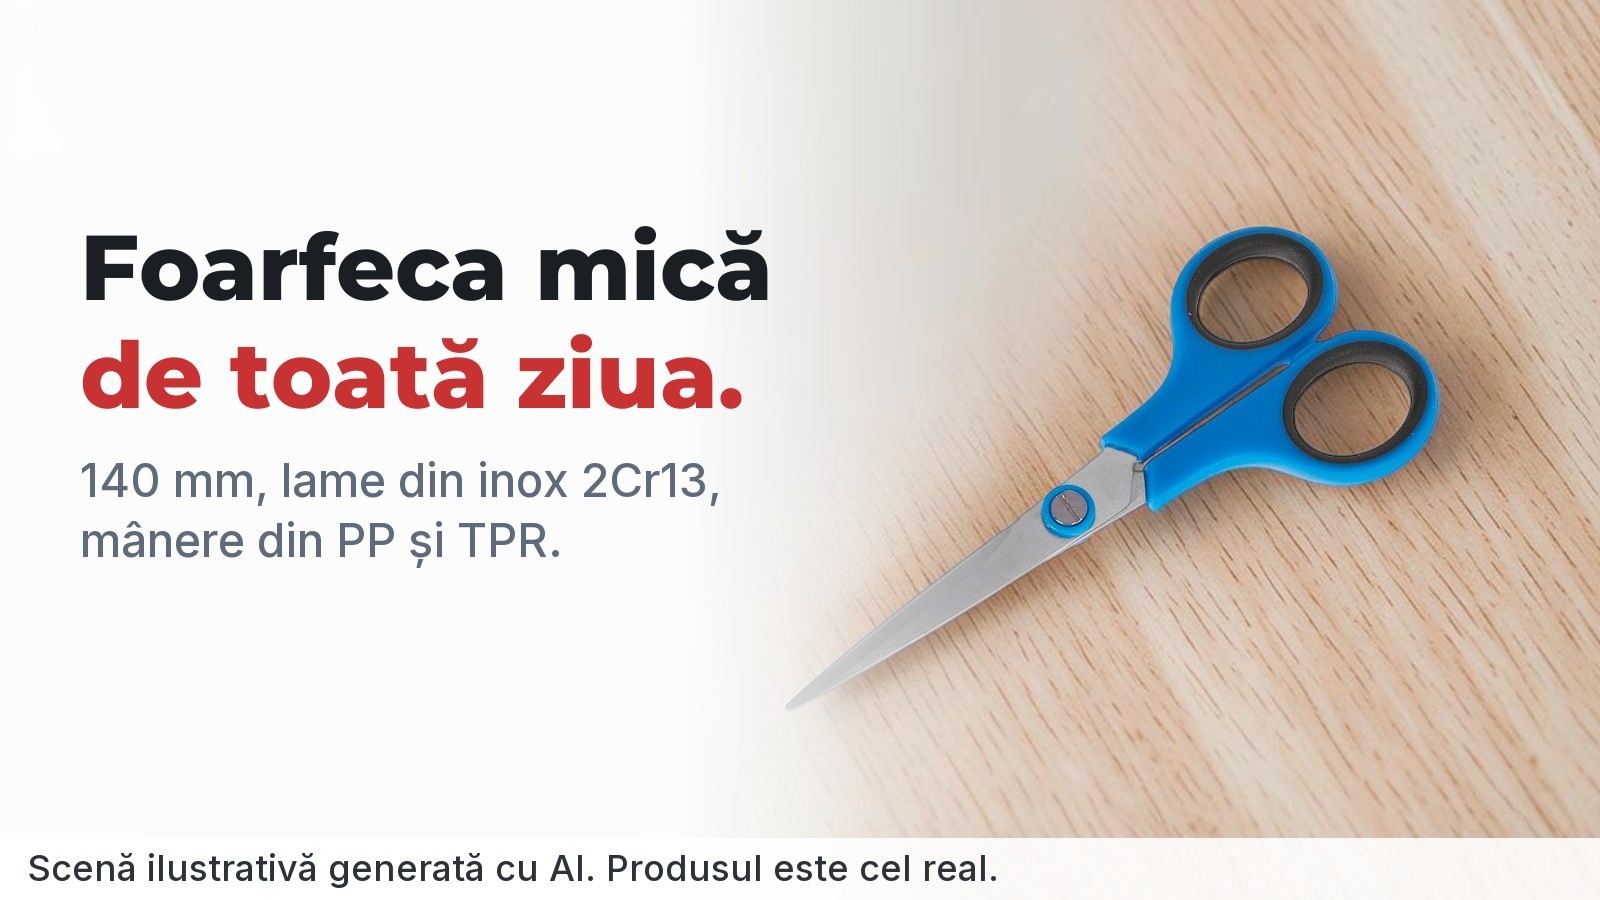 Foarfeca mică
de toată ziua.
140 mm, lame din inox 2Cr13,
mânere din PP și TPR.
Scenă ilustrativă generată cu AI. Produsul este cel real.